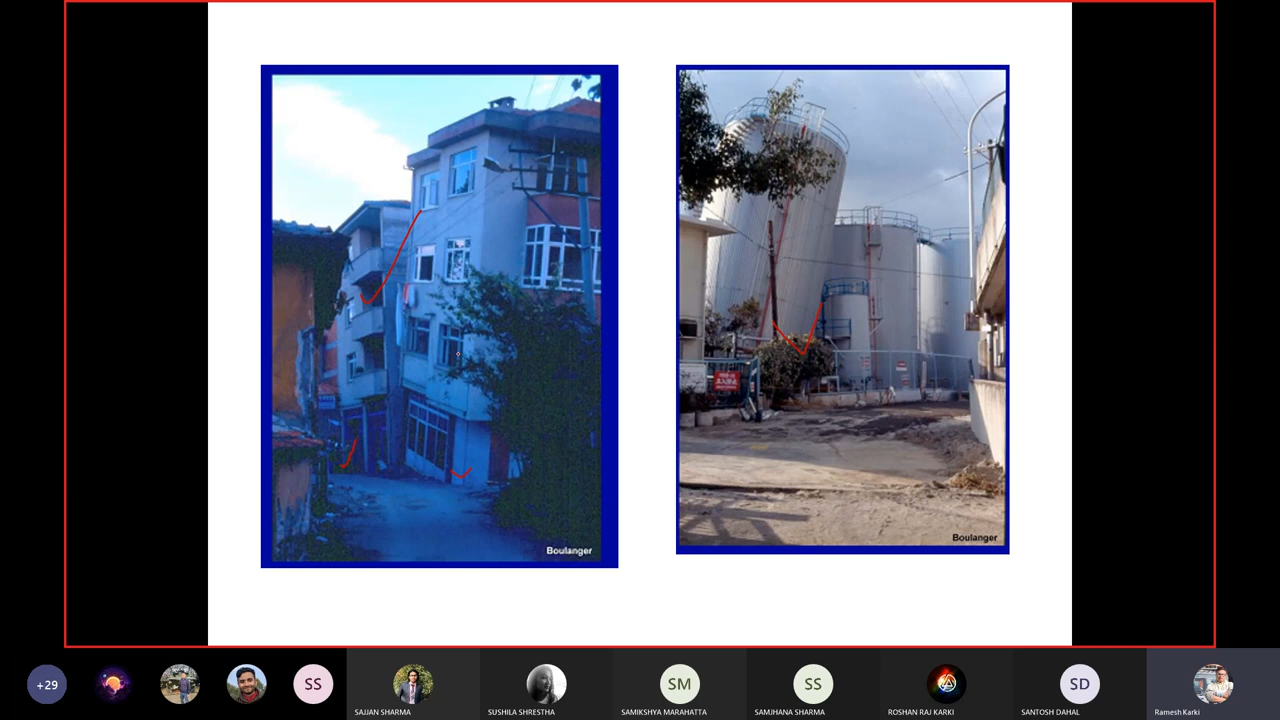 Boulanger
Boulanger
+29
SS
SAJJAN SHARMA
SUSHILA SHRESTHA
SM
SAMIKSHYA MARAHATTA
SS
SAMJHANA SHARMA
ROSHAN RAJ KARKI
SD
SANTOSH DAHAL
Ramesh Karki